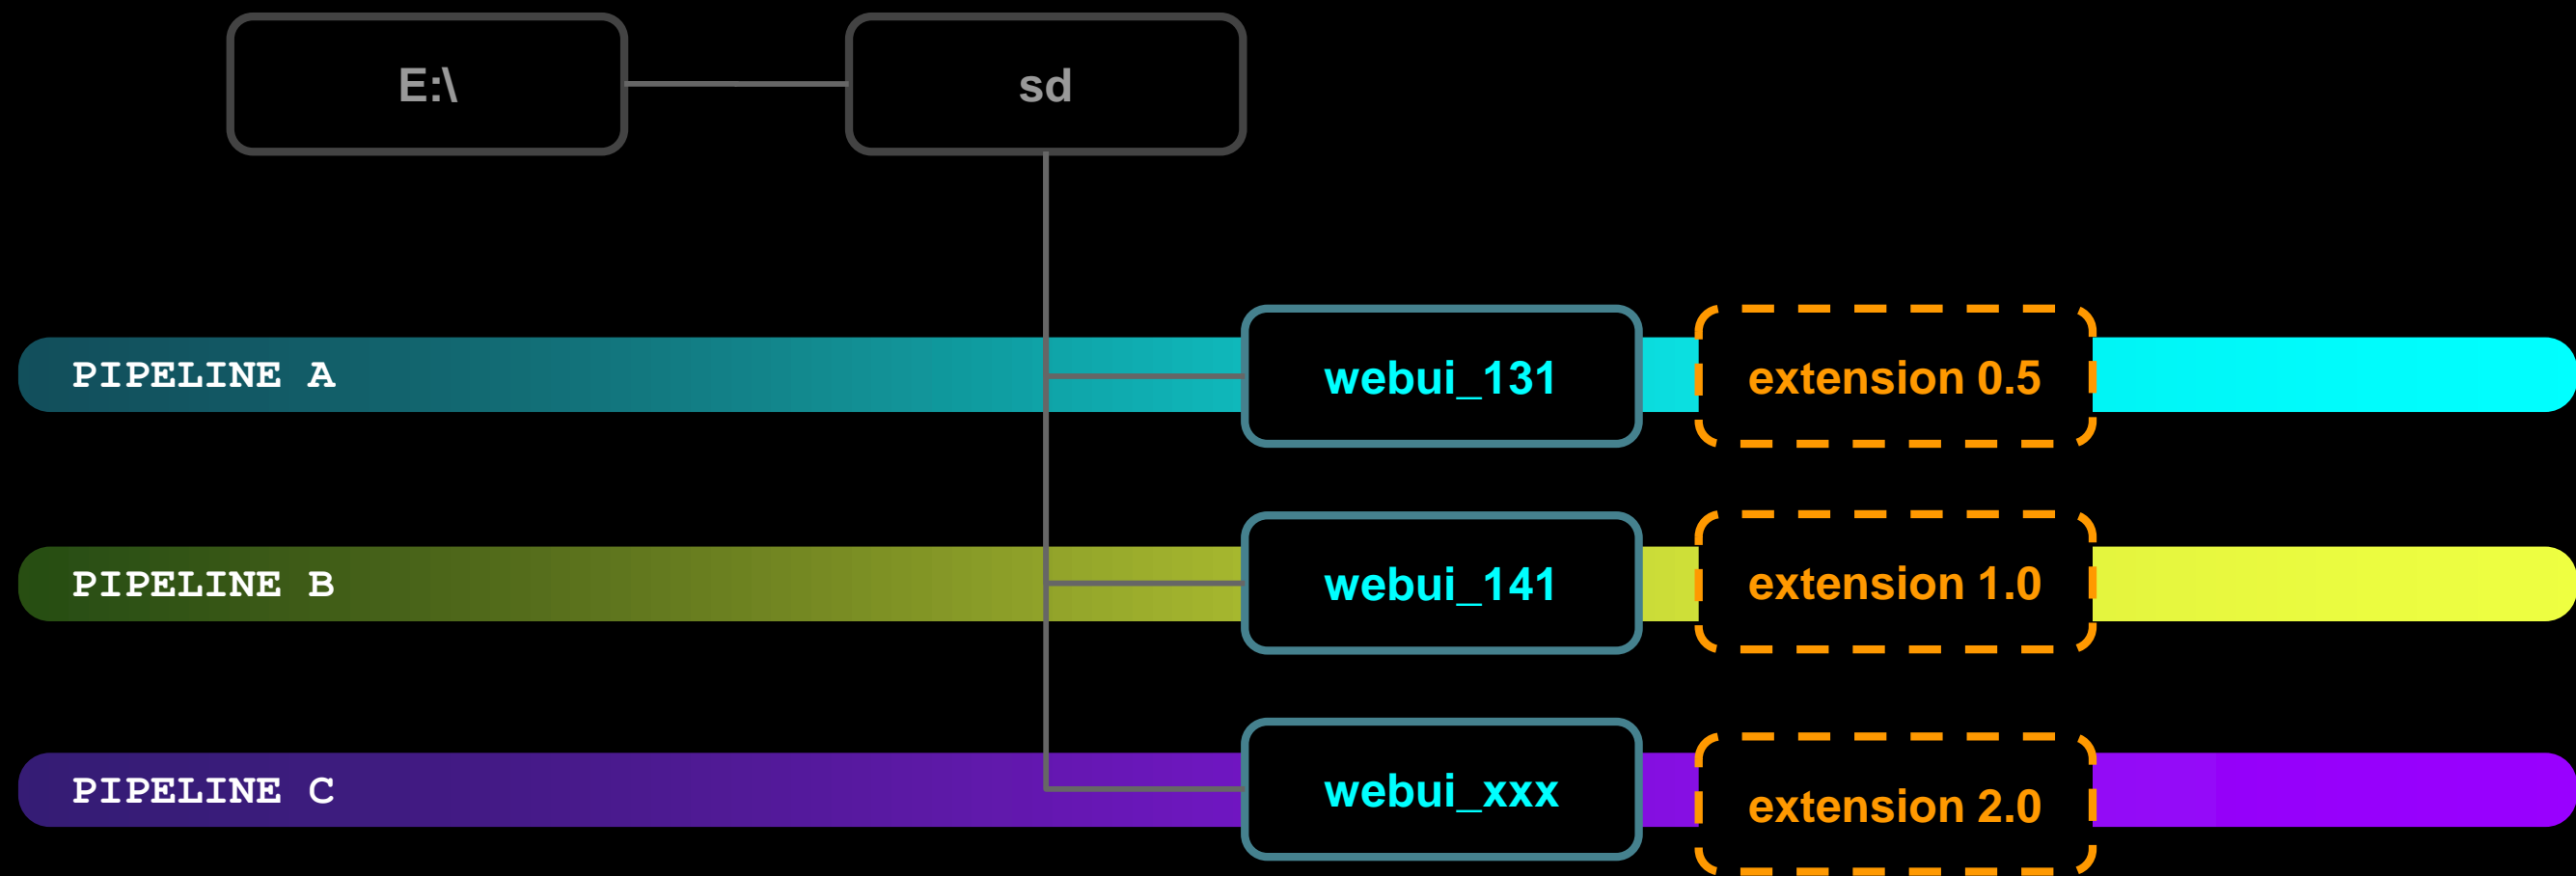 E:\
sd
PIPELINE A
webui_131
extension 0.5
PIPELINE B
webui_141
extension 1.0
PIPELINE C
webui_xxx
extension 2.0